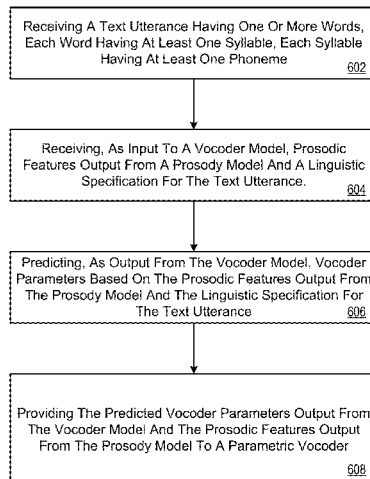 Receiving A Text Utterance Having One Or More Words,
Each Word Having At Least One Syllable, Each Syllable
Having At Least One Phoneme
602
Receiving, As Input To A Vocoder Model, Prosodic
Features Output From A Prosody Model And A Linguistic
Specification For The Text Utterance.
604
Predicting, As Output From The Vocoder Model, Vocoder
Parameters Based On The Prosodic Features Output From
The Prosody Model And The Linguistic Specification For
The Text Utterance
606
Providing The Predicted Vocoder Parameters Output From
The Vocoder Model And The Prosodic Features Output
From The Prosody Model To A Parametric Vocoder
608